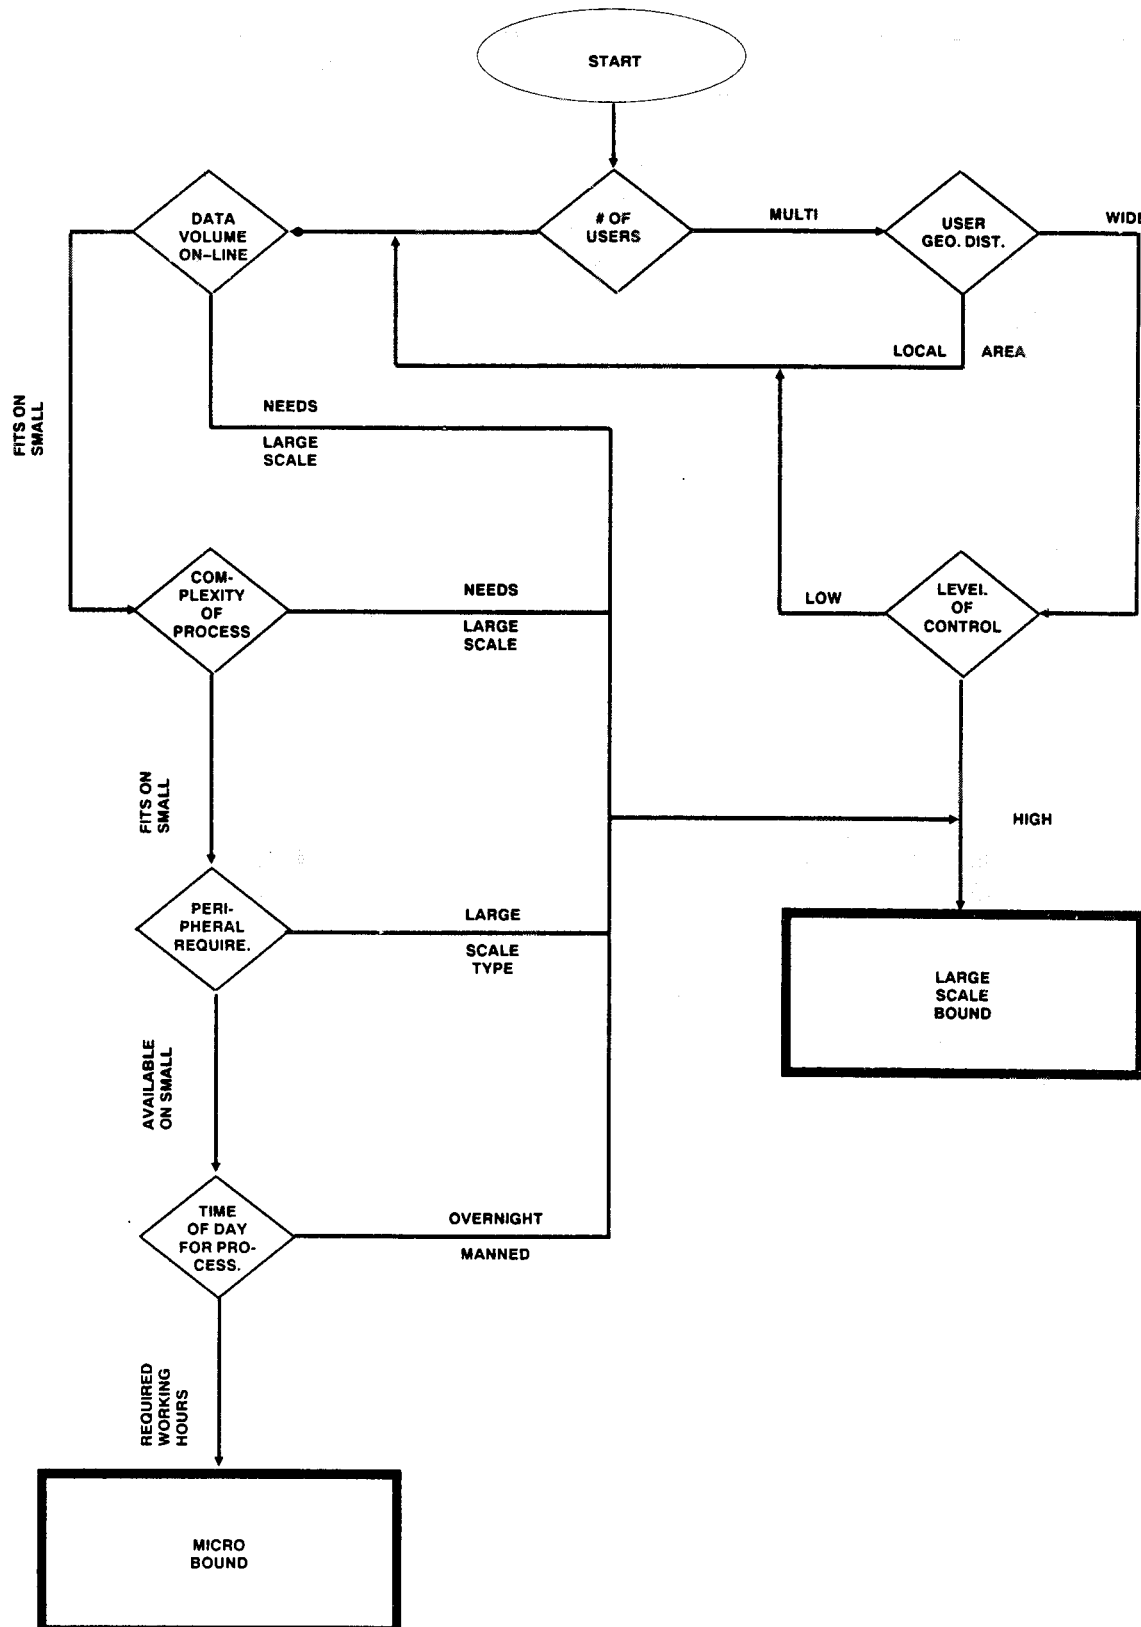 START
DATA
VOLUME
ON-LINE
# OF
USERS
MULTI
USER
GEO. DIST.
WIDE
LOCAL AREA
NEEDS
LARGE
SCALE
FITS ON
SMALL
COM-
PLEXITY
OF
PROCESS
NEEDS
LARGE
SCALE
LOW
LEVEL.
OF
CONTROL
FITS ON
SMALL
HIGH
PERI-
PHERAL
REQUIRE.
LARGE
SCALE
TYPE
LARGE
SCALE
BOUND
AVAILABLE
ON SMALL
TIME
OF DAY
FOR PRO-
CESS.
OVERNIGHT
MANNED
REQUIRED
WORKING
HOURS
MICRO
BOUND